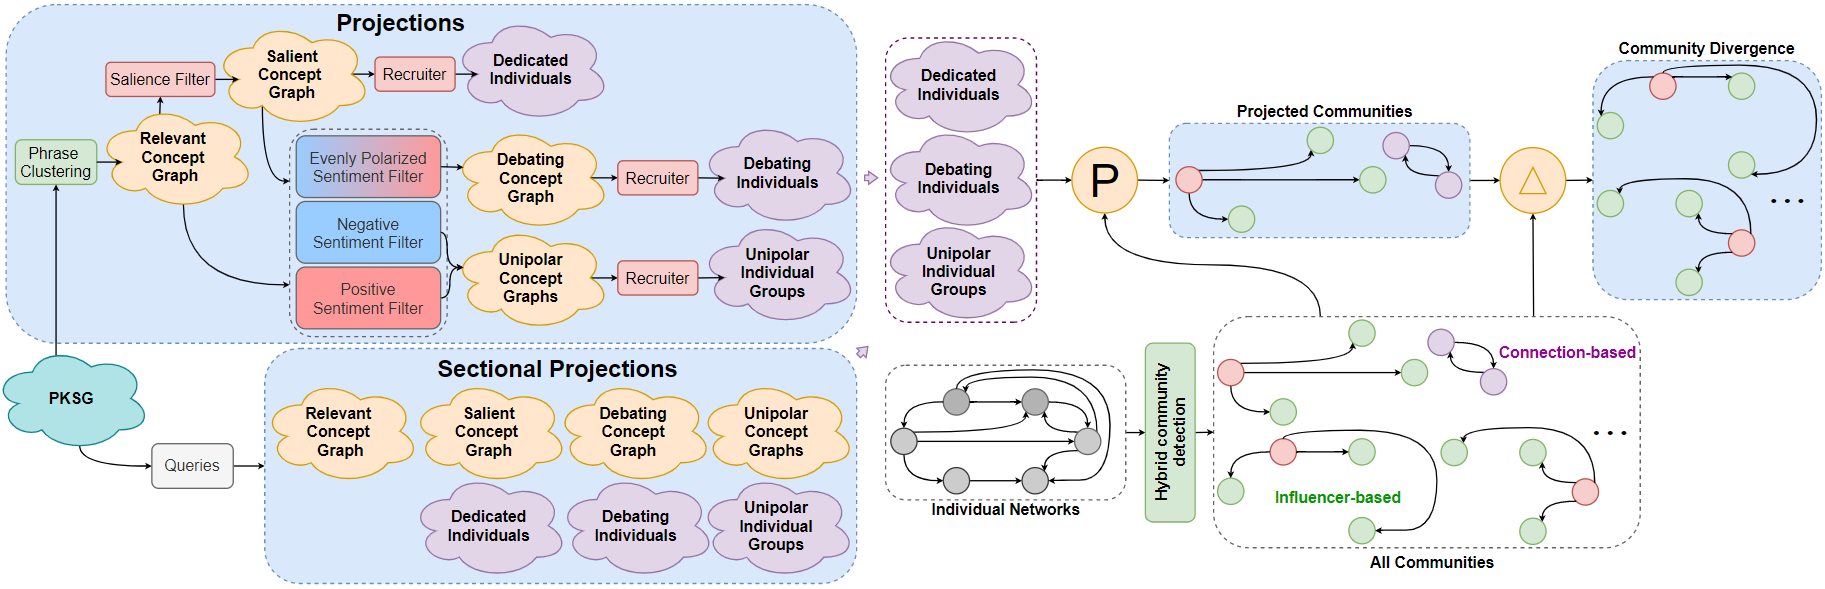 Projections
Salience Filter
Salient
Concept
Graph
Recruiter
Dedicated
Individuals
Phrase
Clustering
Relevant
Concept
Graph
Evenly Polarized
Sentiment Filter
Debating
Concept
Graph
Recruiter
Debating
Individuals
Negative
Sentiment Filter
Positive
Sentiment Filter
Unipolar
Concept
Graphs
Recruiter
Unipolar
Individual
Groups
PKSG
Queries
Sectional Projections
Relevant
Concept
Graph
Salient
Concept
Graph
Debating
Concept
Graph
Unipolar
Concept
Graphs
Dedicated
Individuals
Debating
Individuals
Unipolar
Individual
Groups
Dedicated
Individuals
Debating
Individuals
Unipolar
Individual
Groups
P
Projected Communities
△
Community Divergence
...
Individual Networks
Hybrid community
detection
Connection-based
Influencer-based
...
All Communities